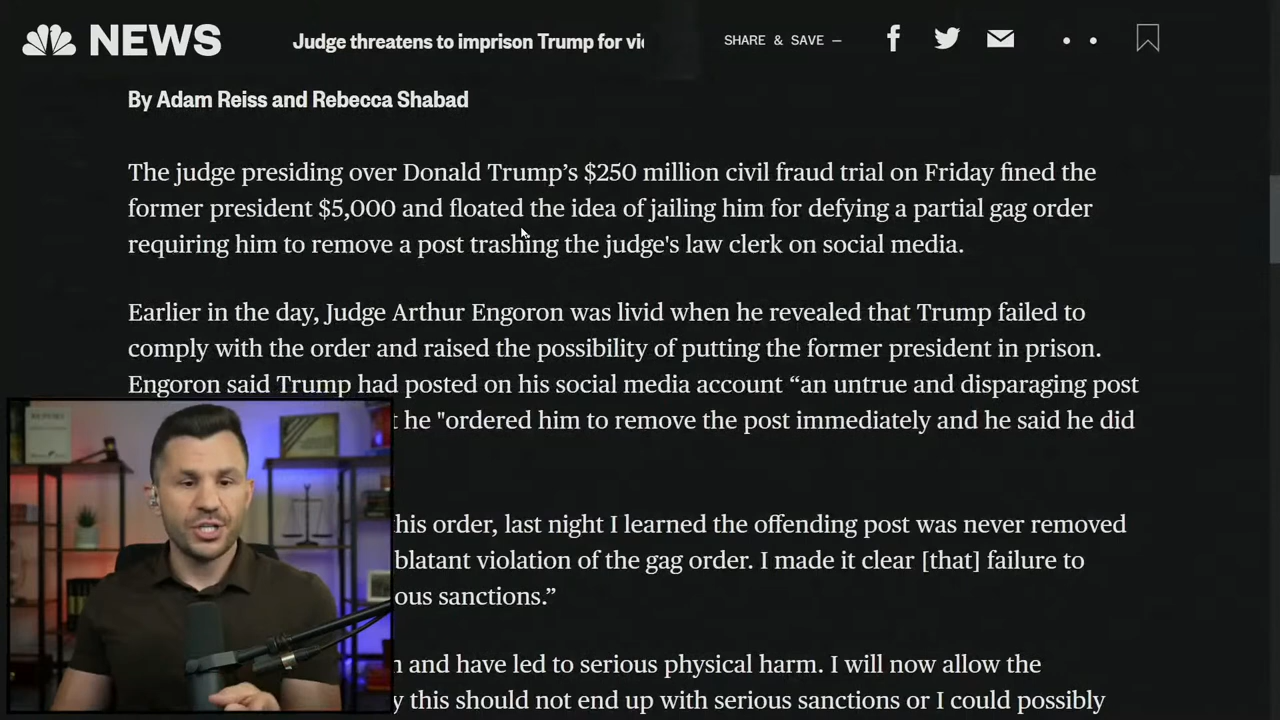 NEWS
Judge threatens to imprison Trump for
SHARE & SAVE –
By Adam Reiss and Rebecca Shabad
The judge presiding over Donald Trump’s $250 million civil fraud trial on Friday fined the
former president $5,000 and floated the idea of jailing him for defying a partial gag order
requiring him to remove a post trashing the judge's law clerk on social media.
Earlier in the day, Judge Arthur Engoron was livid when he revealed that Trump failed to
comply with the order and raised the possibility of putting the former president in prison.
Engoron said Trump had posted on his social media account “an untrue and disparaging post
he "ordered him to remove the post immediately and he said he did
this order, last night I learned the offending post was never removed
blatant violation of the gag order. I made it clear [that] failure to
sanctions.”
and have led to serious physical harm. I will now allow the
this should not end up with serious sanctions or I could possibly